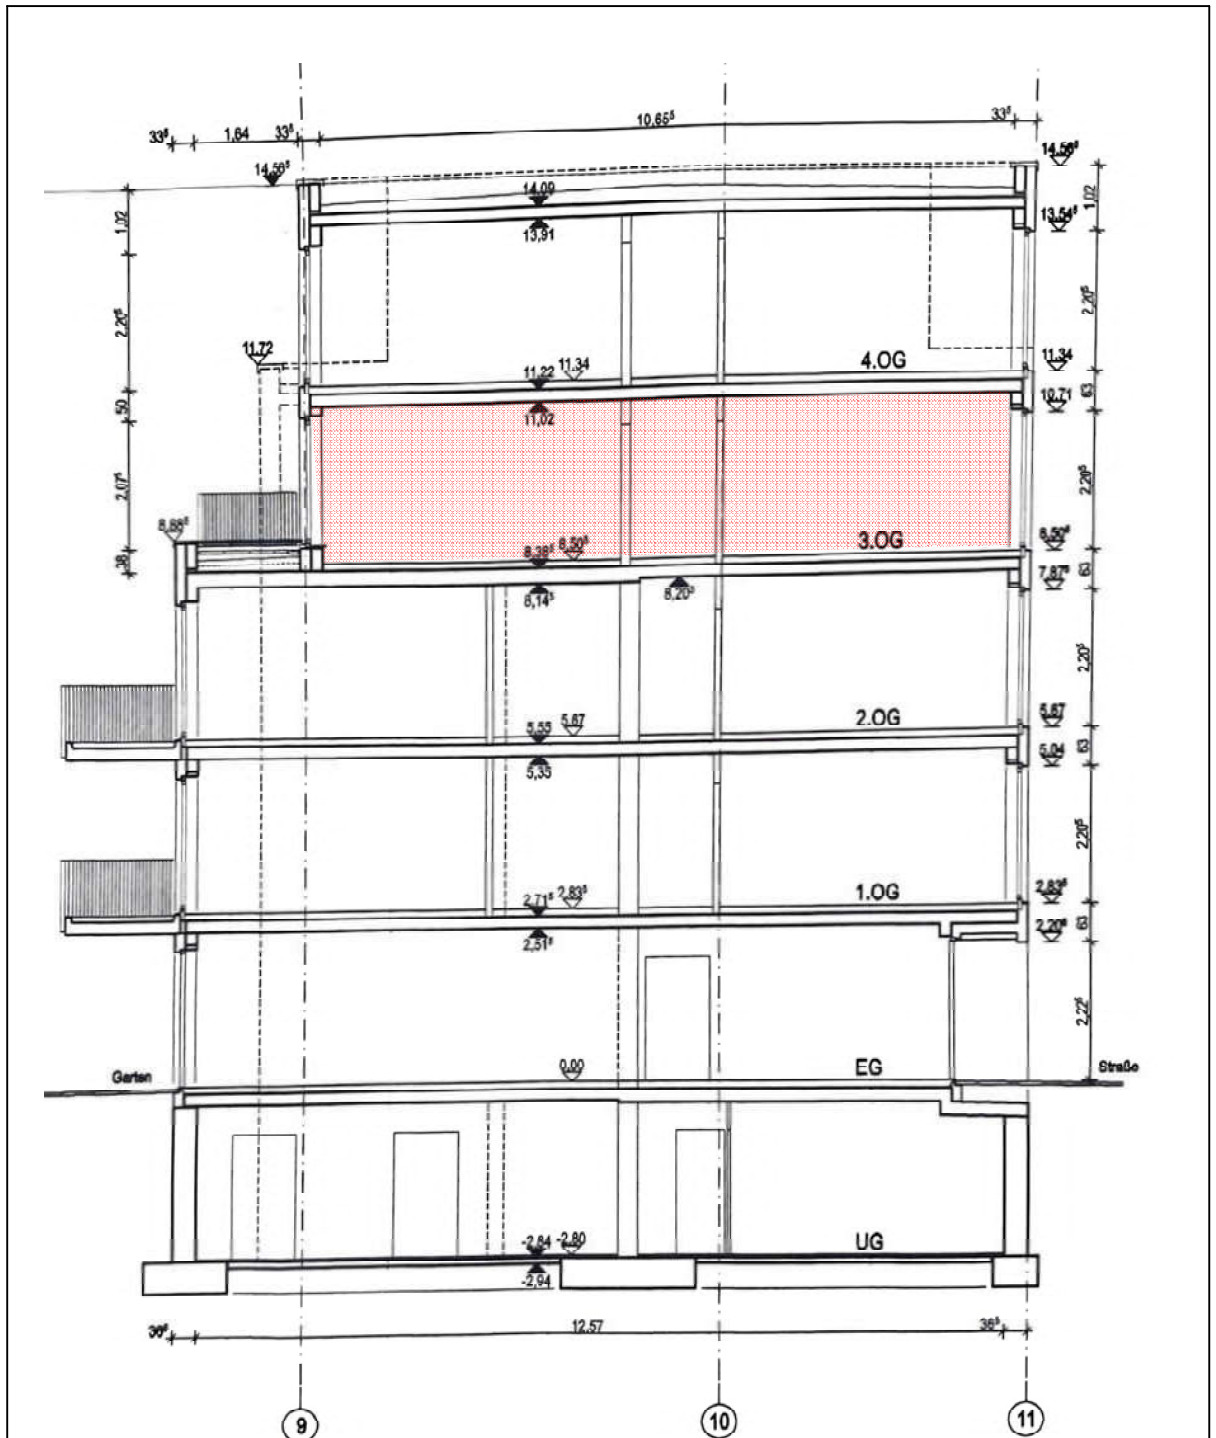 33⁵ 1,64 33⁵ 10,65⁵ 33⁵
14,56⁵ 14,56⁵
14,09
13,91
13,54⁵
1,02 1,02
2,20⁵ 2,20⁵
11,72
11,22 11,34 4.OG 11,34
11,02
10,71
50 63
2,07⁵ 2,20⁵
8,88⁵
8,38⁵ 8,50⁵ 3.OG 8,50⁵
38 63
8,14⁵ 8,20⁵ 7,87⁵
2,20⁵
5,55 5,67 2.OG 5,67
5,35 5,04 63
2,20⁵
2,71⁵ 2,83⁵ 1.OG 2,83⁵
2,51⁵ 2,20⁵ 63
2,22⁵
Garten 0,00 EG Straße
-2,84 -2,80 UG
-2,94
36⁵ 12,57 36⁵
9 10 11